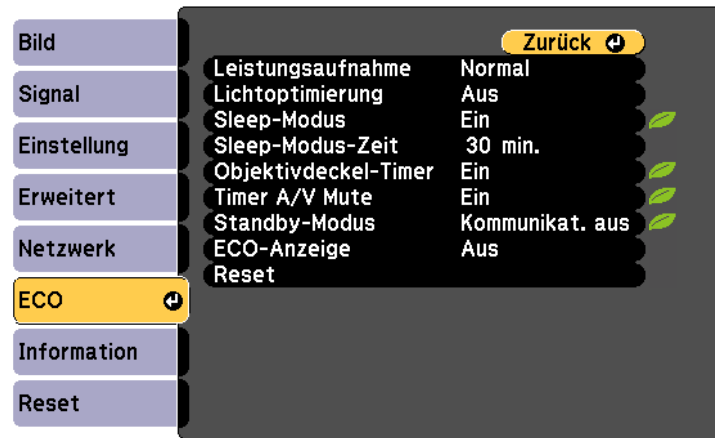 Bild
Signal
Einstellung
Erweitert
Netzwerk
ECO
Information
Reset
Zurück
Leistungsaufnahme Normal
Lichtoptimierung Aus
Sleep-Modus Ein
Sleep-Modus-Zeit 30 min.
Objektivdeckel-Timer Ein
Timer A/V Mute Ein
Standby-Modus Kommunikat. aus
ECO-Anzeige Aus
Reset